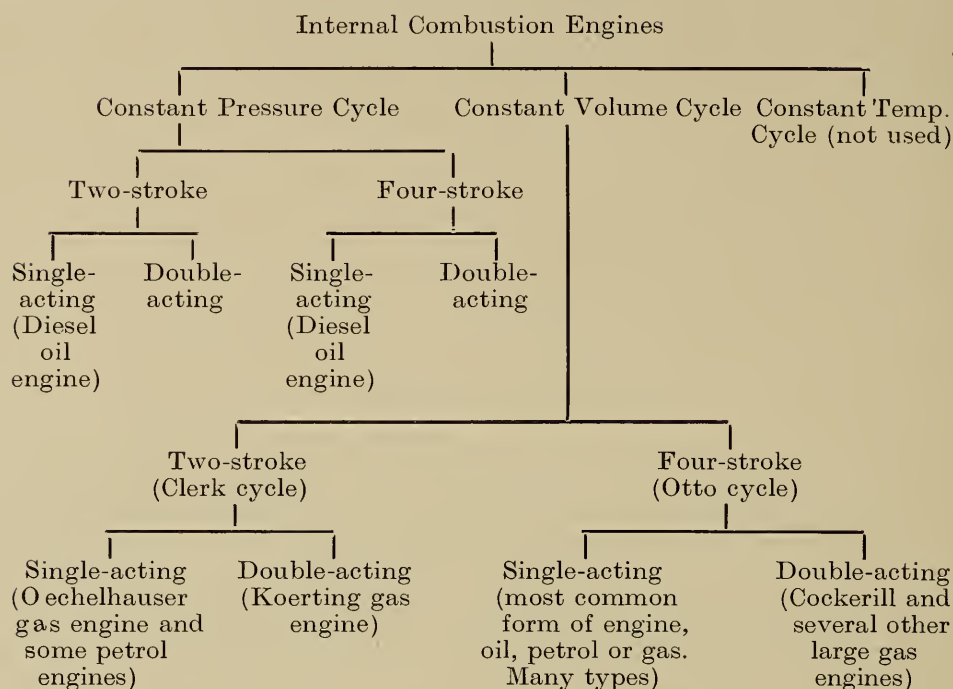 Internal Combustion Engines
Constant Pressure Cycle
Constant Volume Cycle
Constant Temp.
Cycle (not used)
Two-stroke
Four-stroke
Single-
acting
(Diesel
oil
engine)
Double-
acting
Single-
acting
(Diesel
oil
engine)
Double-
acting
Two-stroke
(Clerk cycle)
Four-stroke
(Otto cycle)
Single-acting
(Oechelhauser
gas engine and
some petrol
engines)
Double-acting
(Koerting gas
engine)
Single-acting
(most common
form of engine,
oil, petrol or gas.
Many types)
Double-acting
(Cockerill and
several other
large gas
engines)